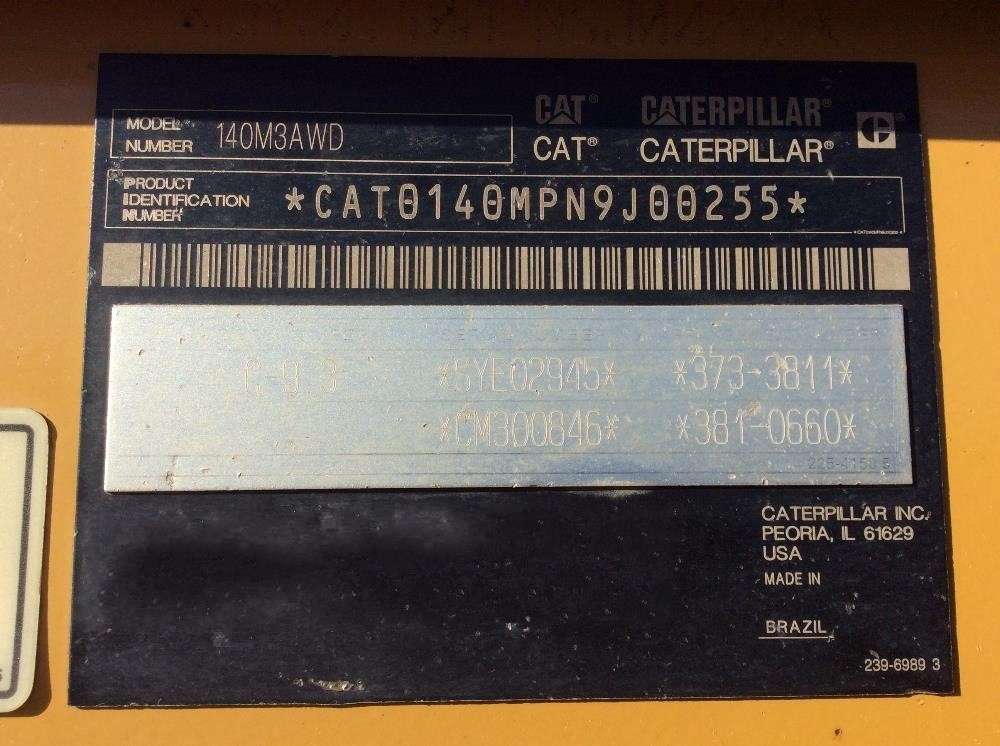 CAT® CATERPILLAR®
CAT® CATERPILLAR®
MODEL
NUMBER 140M3AWD
PRODUCT
IDENTIFICATION
NUMBER *CAT0140MPN9J00255*
C-9.3 *SYE02945* *373-3811*
*CM300846* *381-0660*
CATERPILLAR INC.
PEORIA, IL 61629
USA
MADE IN
BRAZIL
239-6989 3